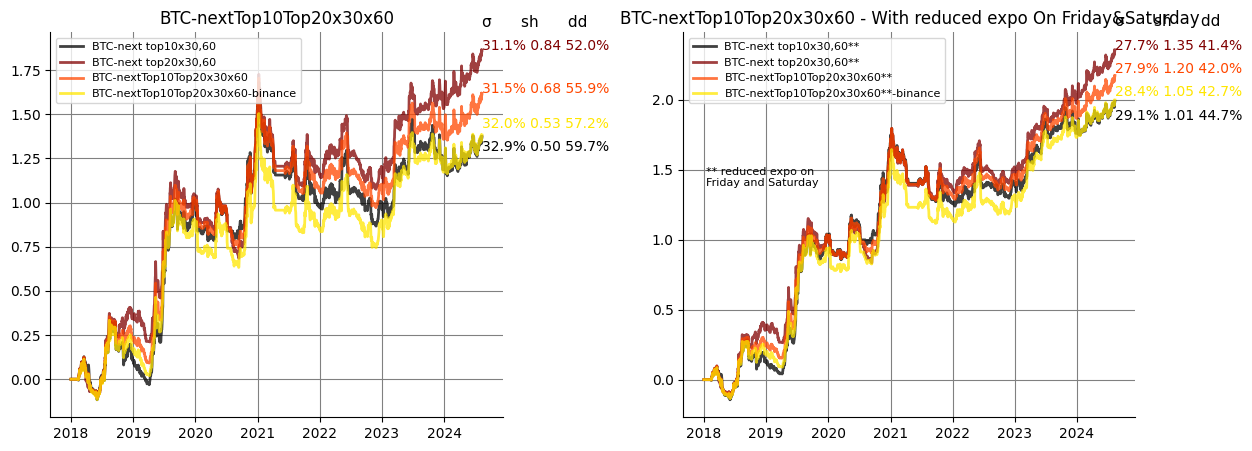 BTC-nextTop10Top20x30x60
σ sh dd
BTC-next top10x30,60
BTC-next top20x30,60
BTC-nextTop10Top20x30x60
BTC-nextTop10Top20x30x60-binance
31.1% 0.84 52.0%
31.5% 0.68 55.9%
32.0% 0.53 57.2%
32.9% 0.50 59.7%
1.75
1.50
1.25
1.00
0.75
0.50
0.25
0.00
2018 2019 2020 2021 2022 2023 2024
BTC-nextTop10Top20x30x60 - With reduced expo On Friday&Saturday
σ sh dd
BTC-next top10x30,60**
BTC-next top20x30,60**
BTC-nextTop10Top20x30x60**
BTC-nextTop10Top20x30x60**-binance
27.7% 1.35 41.4%
27.9% 1.20 42.0%
28.4% 1.05 42.7%
29.1% 1.01 44.7%
** reduced expo on
Friday and Saturday
2.0
1.5
1.0
0.5
0.0
2018 2019 2020 2021 2022 2023 2024